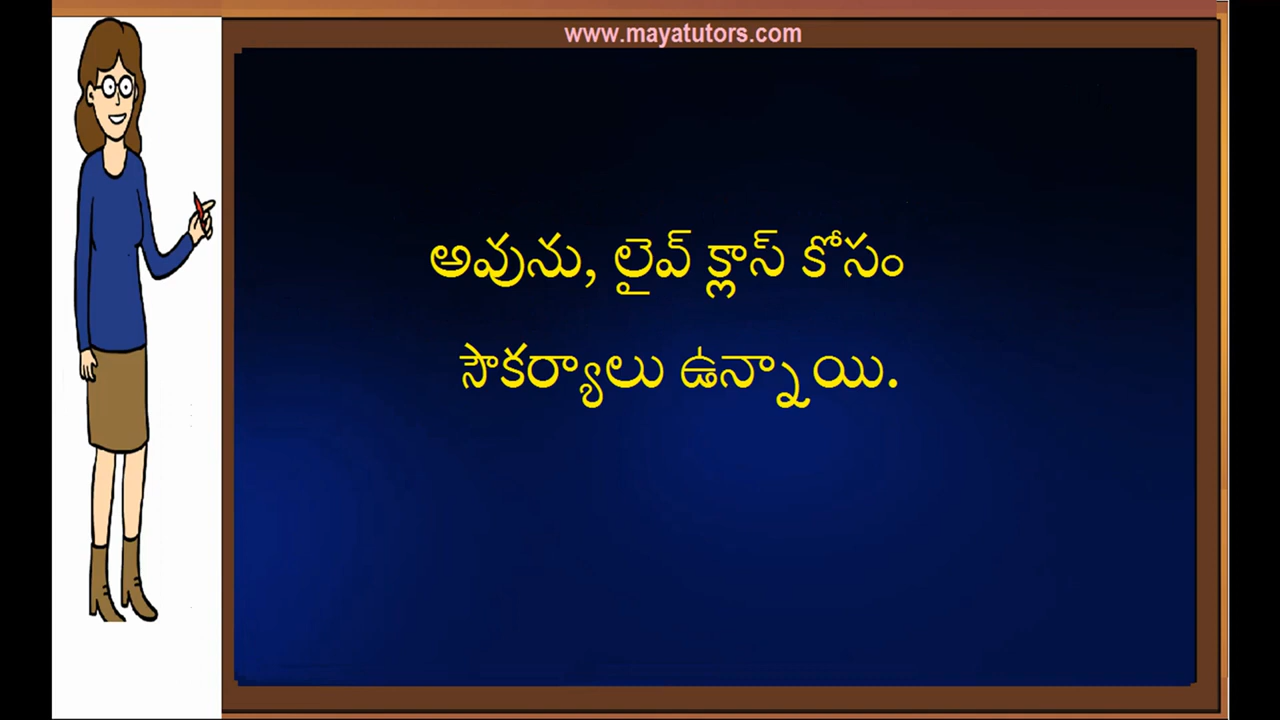 www.mayatutors.com
అవును, లైవ్ క్లాస్ కోసం
సౌకర్యాలు ఉన్నాయి.